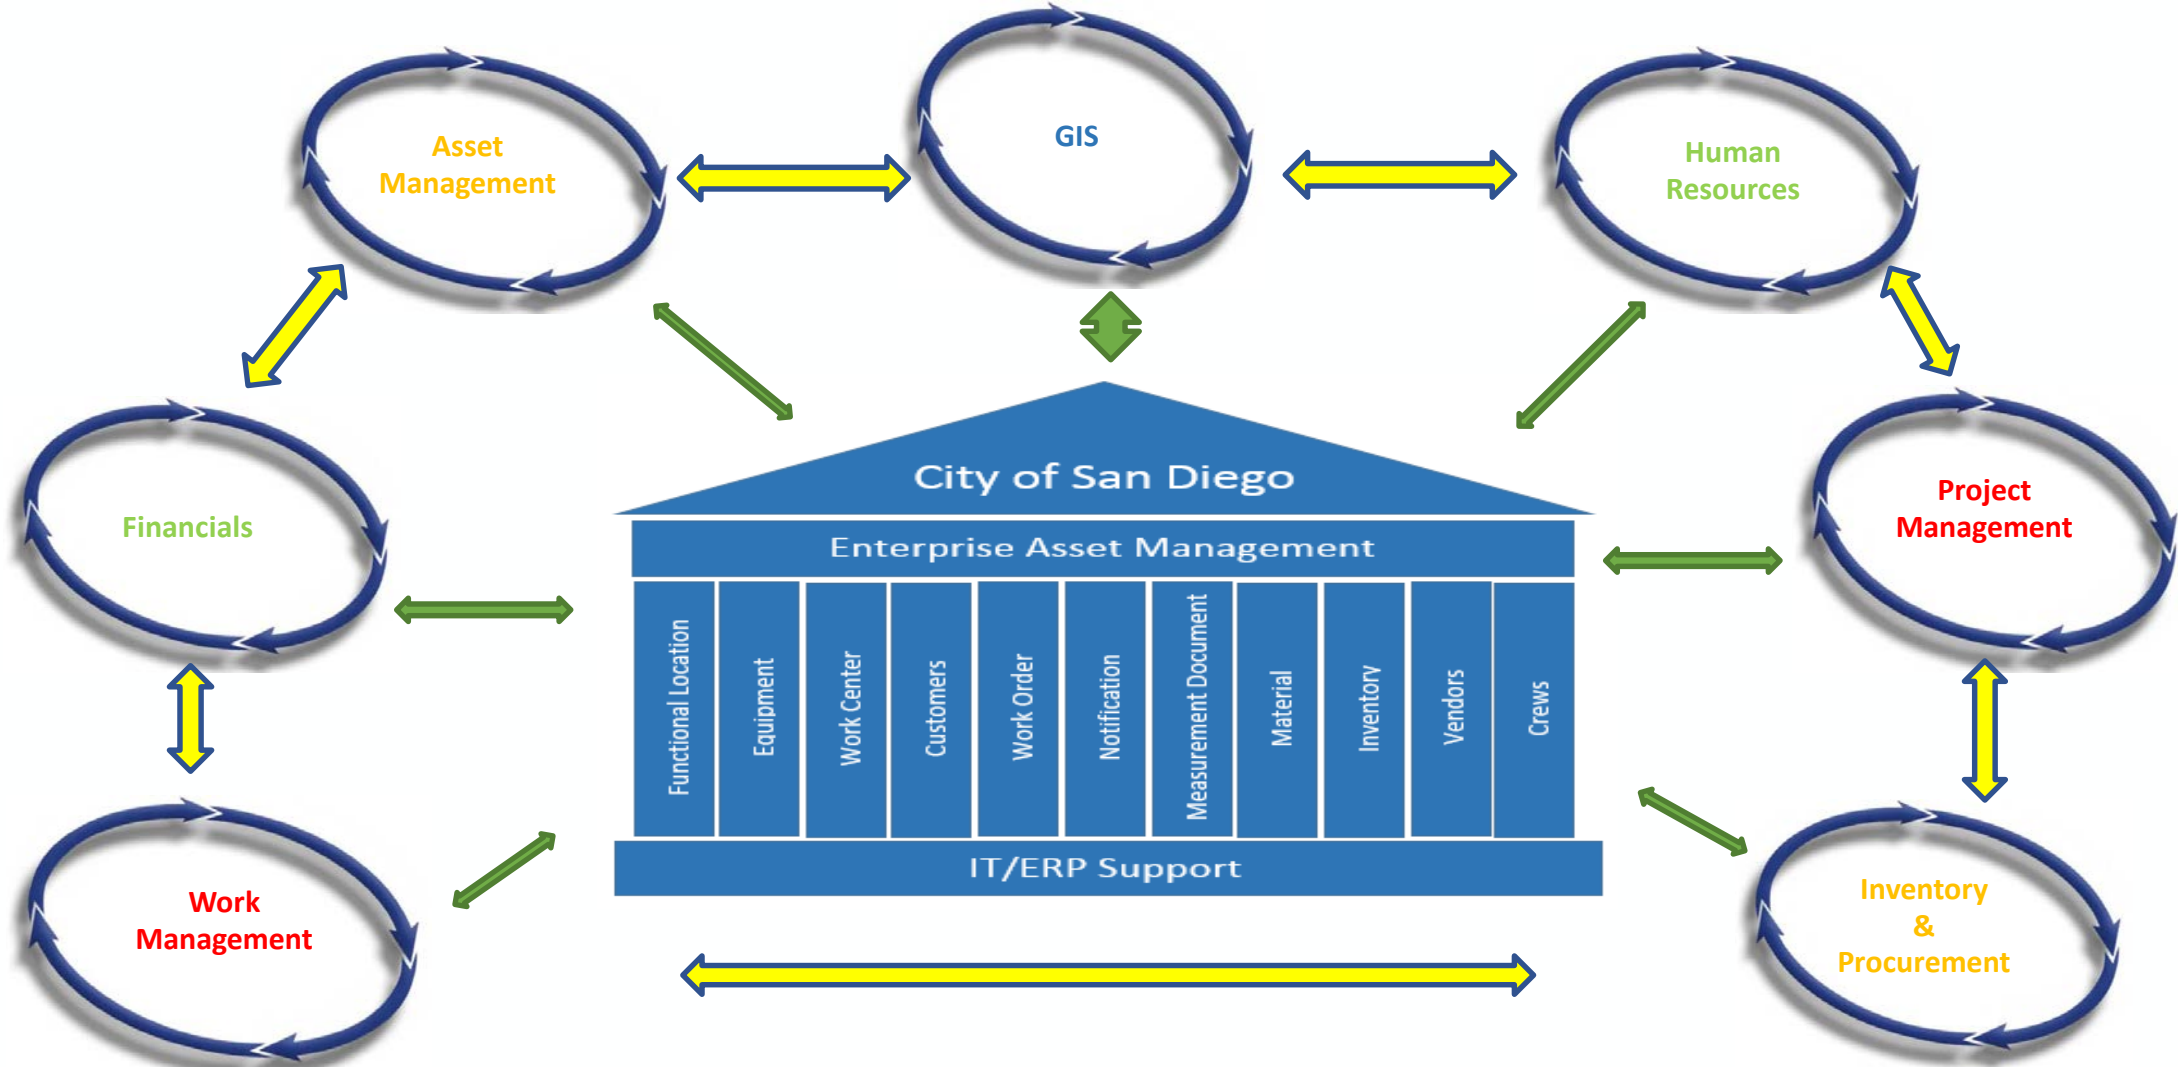 GIS
Asset
Management
Human
Resources
Financials
Project
Management
City of San Diego
Enterprise Asset Management
Functional Location
Equipment
Work Center
Customers
Work Order
Notification
Measurement Document
Material
Inventory
Vendors
Crews
IT/ERP Support
Work
Management
Inventory
&
Procurement